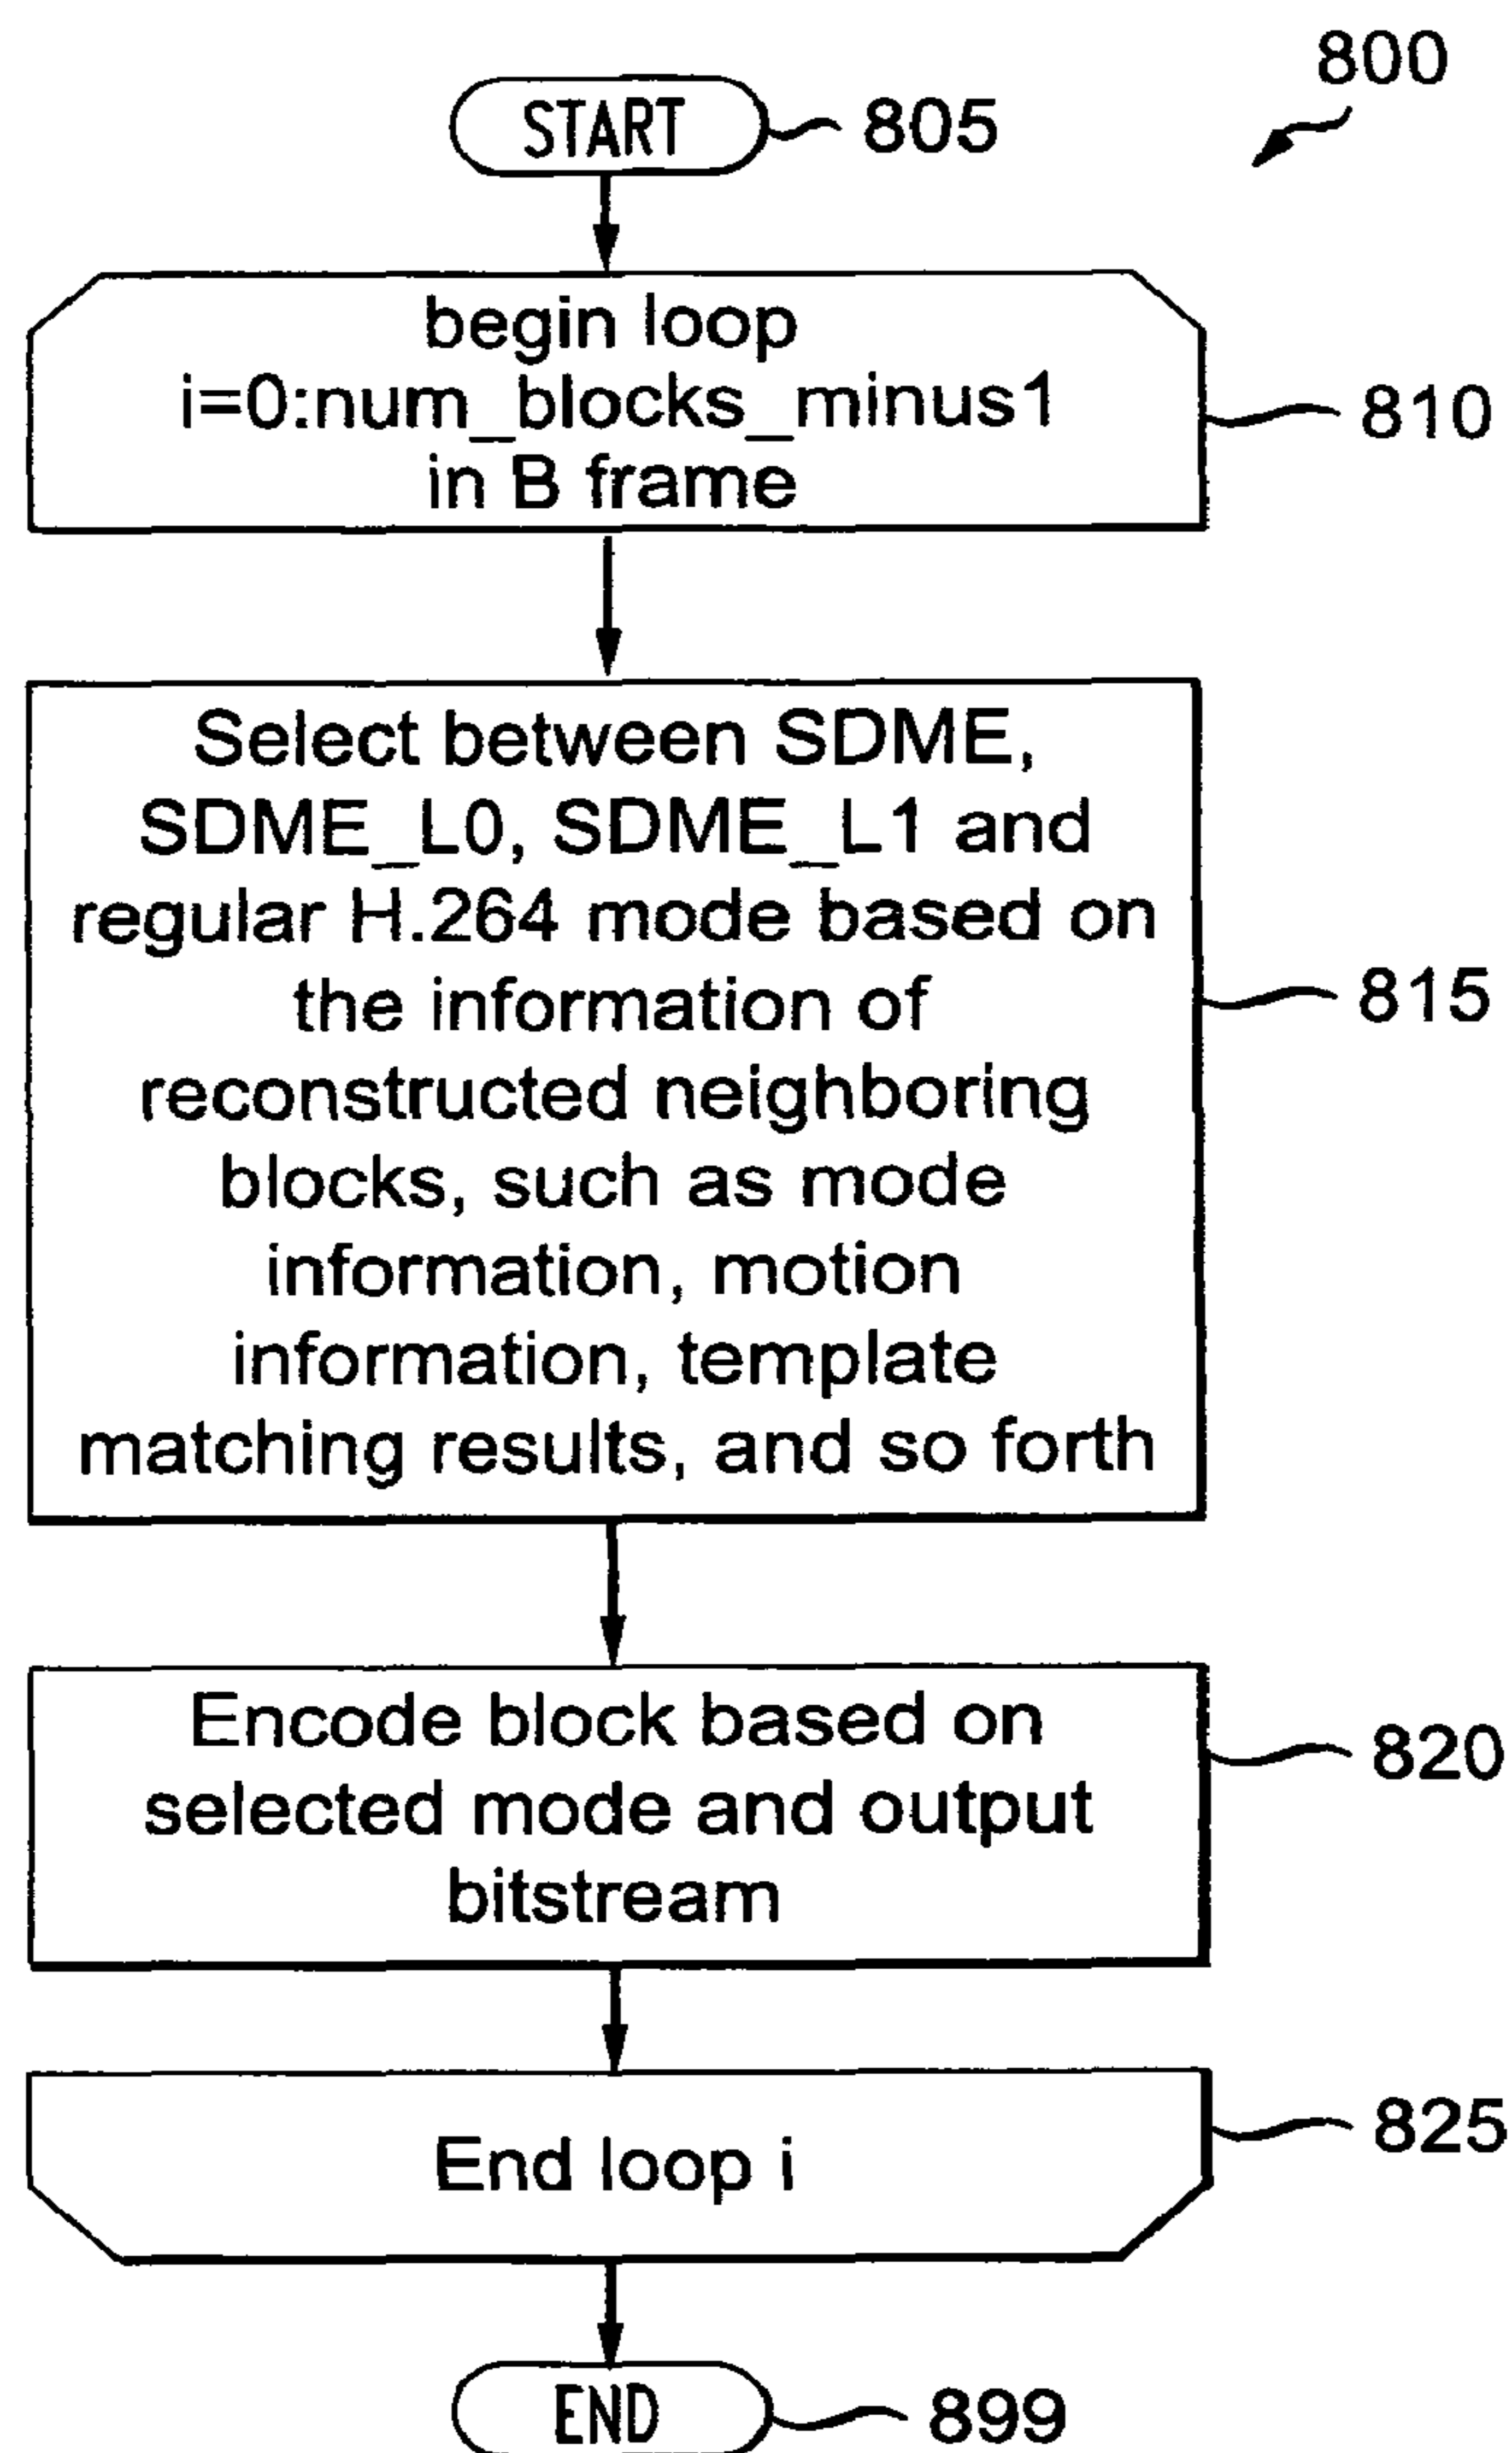 800
START
805
begin loop
i=0:num_blocks_minus1
in B frame
810
Select between SDME,
SDME_L0, SDME_L1 and
regular H.264 mode based on
the information of
reconstructed neighboring
blocks, such as mode
information, motion
information, template
matching results, and so forth
815
Encode block based on
selected mode and output
bitstream
820
End loop i
825
END
899